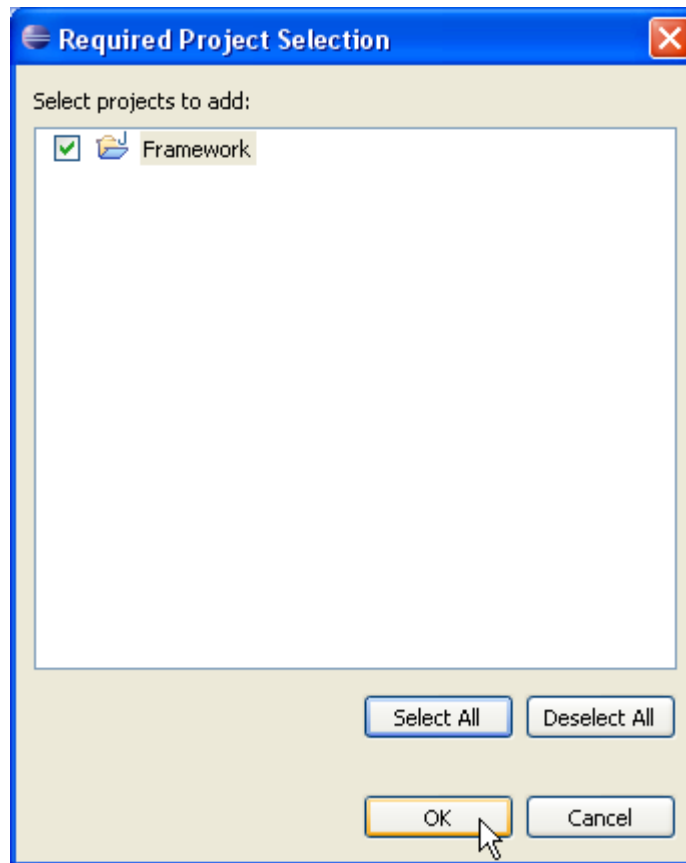 Required Project Selection
Select projects to add:
Framework
Select All Deselect All
OK Cancel